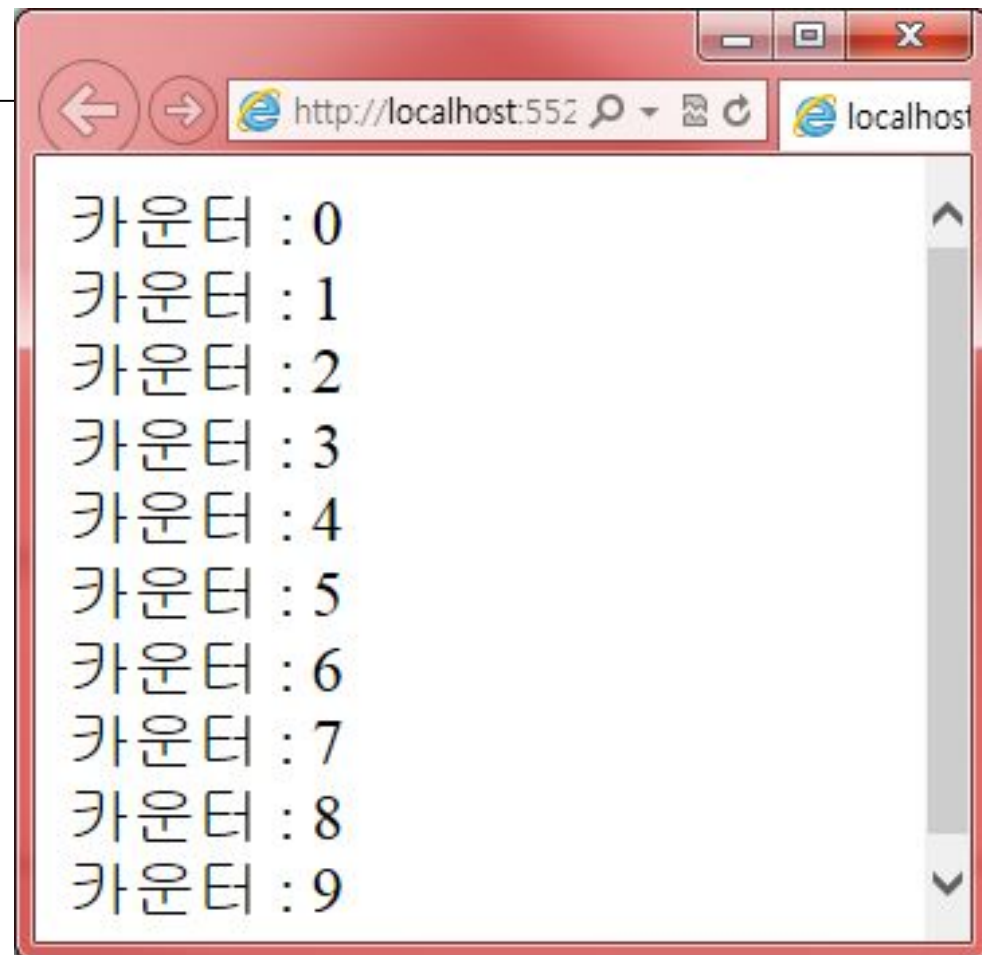 http://localhost:552
localhost
카운터 : 0
카운터 : 1
카운터 : 2
카운터 : 3
카운터 : 4
카운터 : 5
카운터 : 6
카운터 : 7
카운터 : 8
카운터 : 9